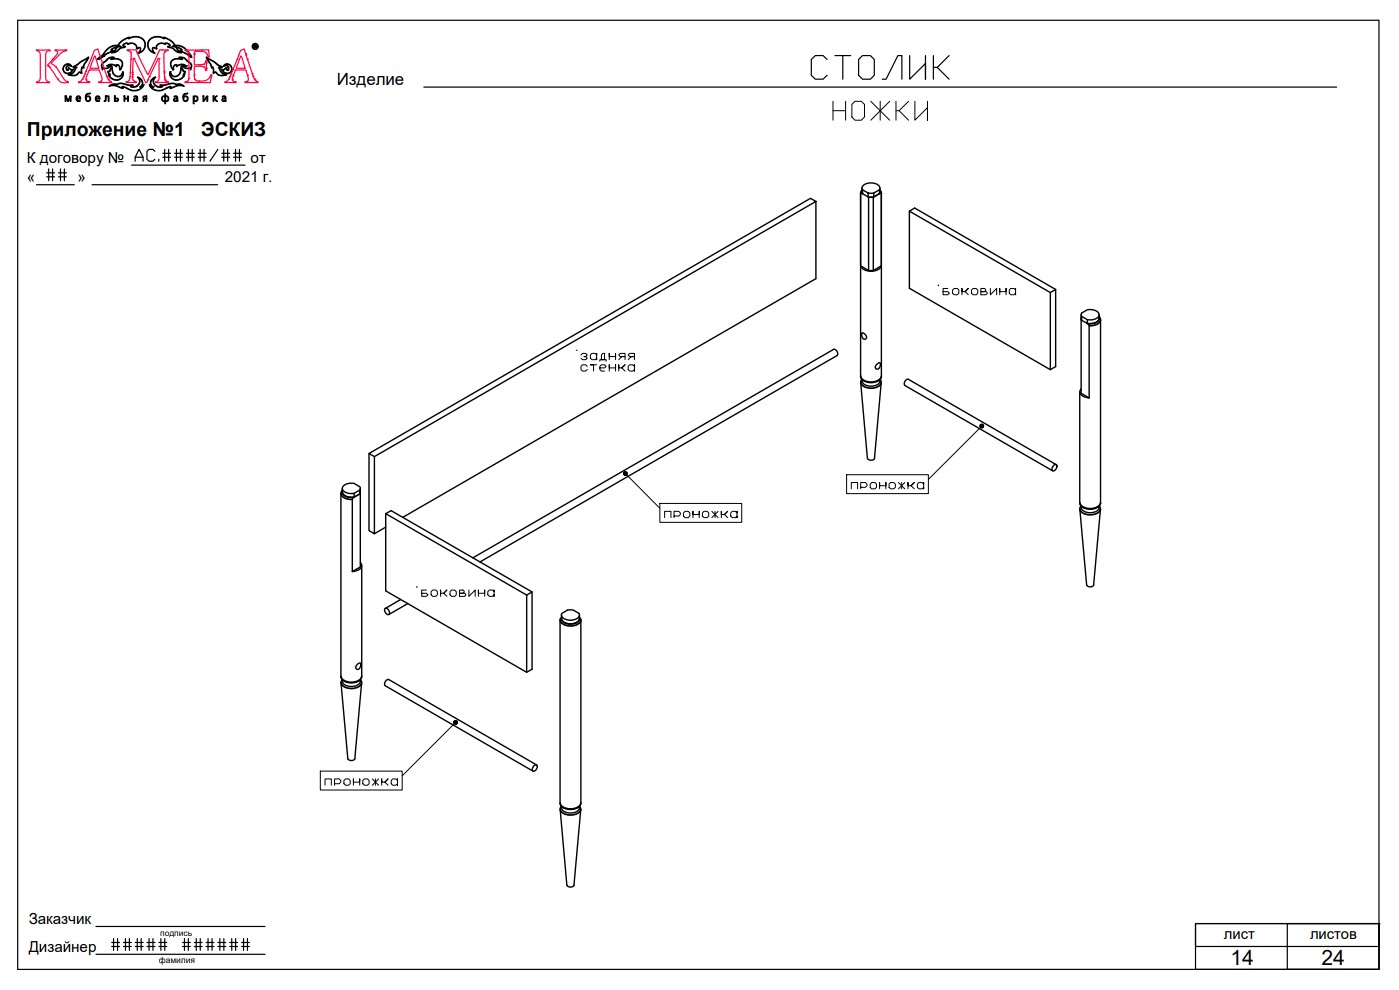 КАМЕА
мебельная фабрика
Приложение №1 ЭСКИЗ
К договору № АС.####/## от
« ## » 2021 г.
Изделие СТОЛИК
НОЖКИ
БОКОВИНА
ЗАДНЯЯ
СТЕНКА
ПРОНОЖКА
ПРОНОЖКА
БОКОВИНА
ПРОНОЖКА
Заказчик
подпись
Дизайнер ##### ######
фамилия
лист листов
14 24